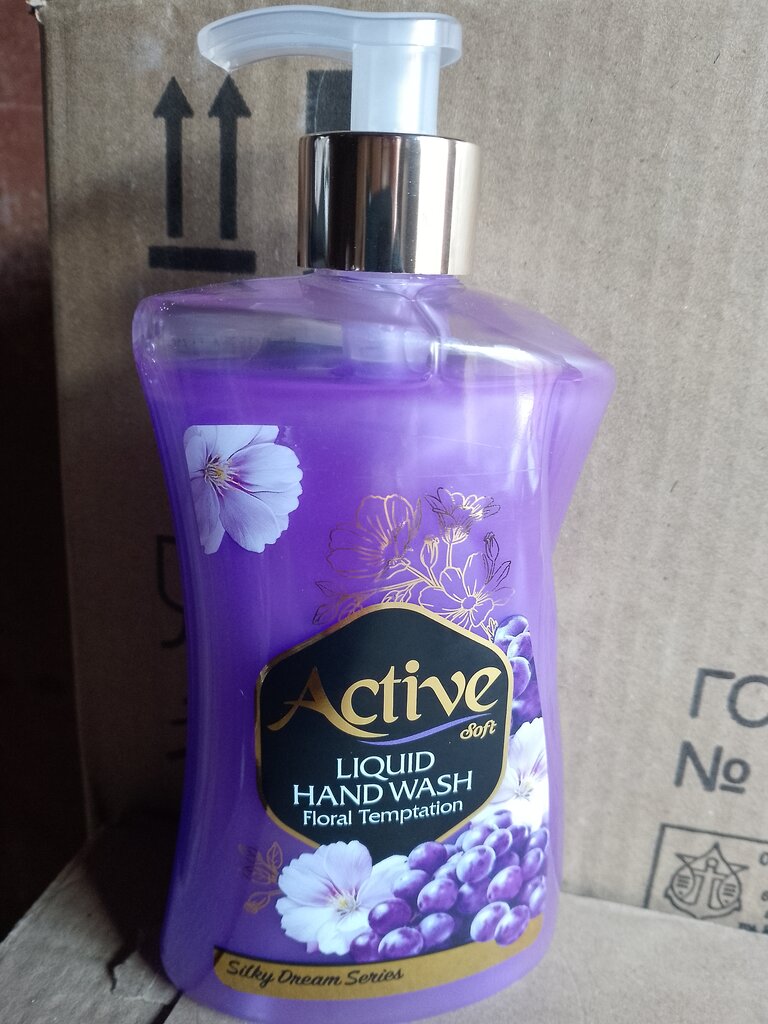 Active
Soft
LIQUID
HAND WASH
Floral Temptation
Silky Dream Series
ГО
№